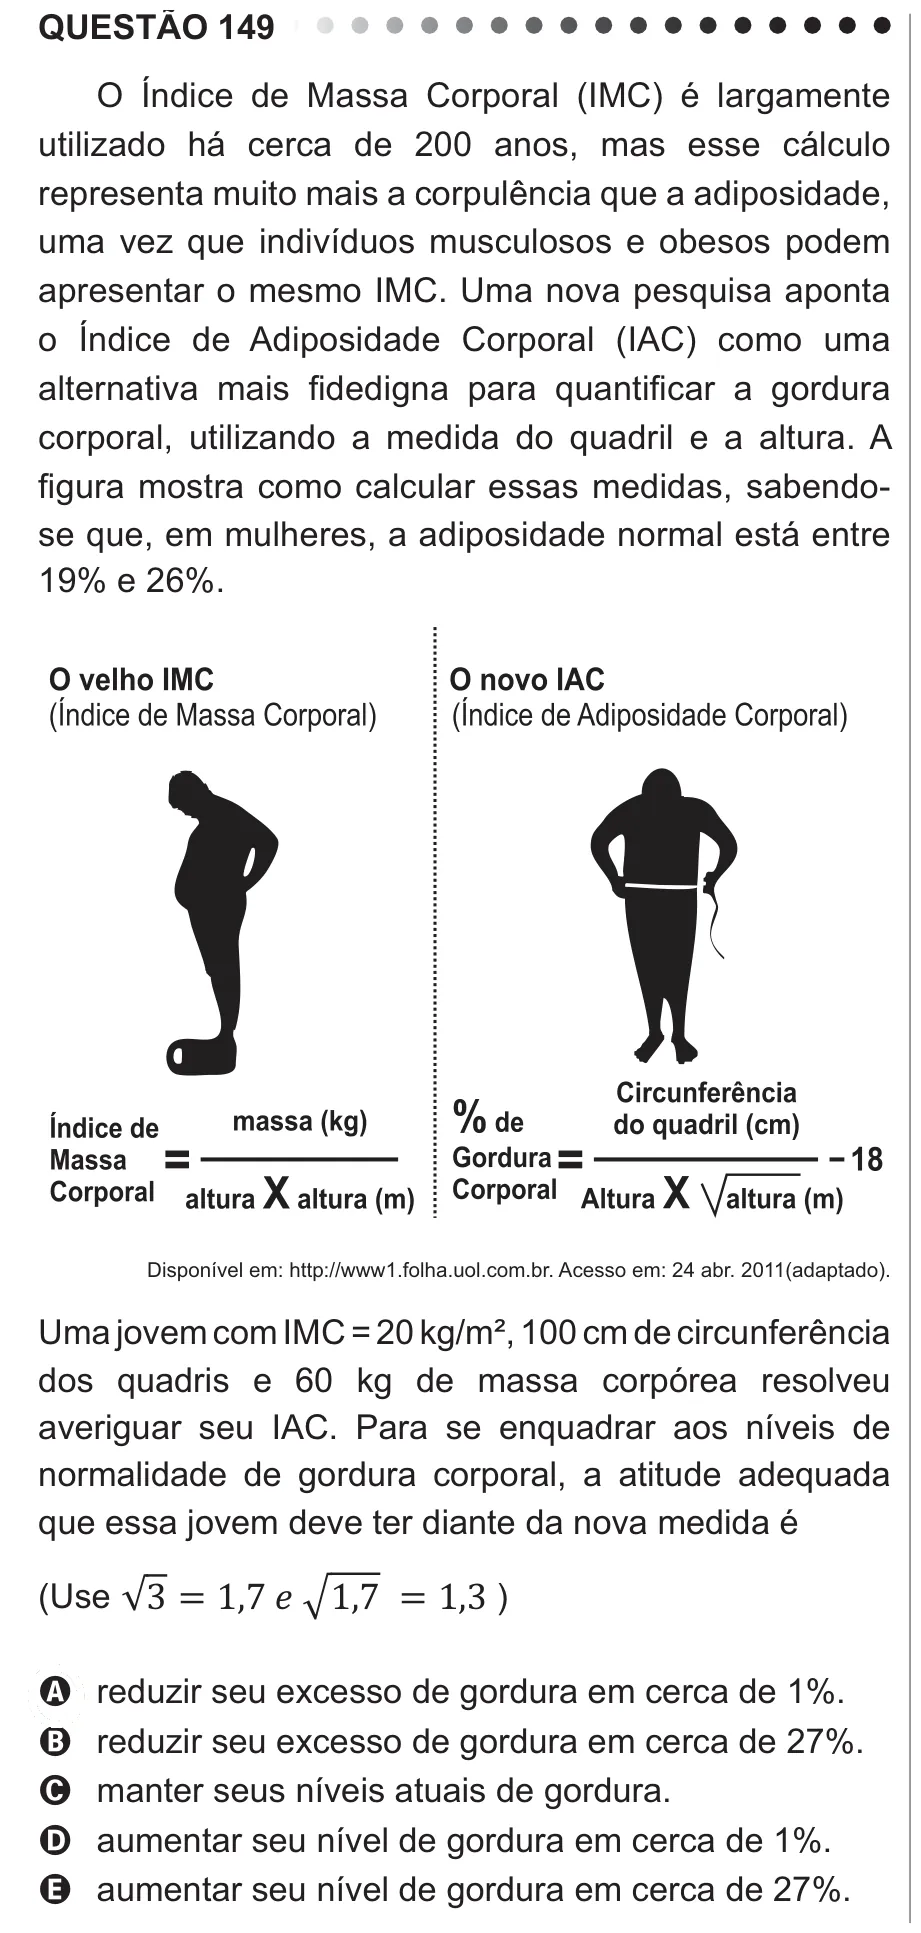 QUESTÃO 149
O Índice de Massa Corporal (IMC) é largamente
utilizado há cerca de 200 anos, mas esse cálculo
representa muito mais a corpulência que a adiposidade,
uma vez que indivíduos musculosos e obesos podem
apresentar o mesmo IMC. Uma nova pesquisa aponta
o Índice de Adiposidade Corporal (IAC) como uma
alternativa mais fidedigna para quantificar a gordura
corporal, utilizando a medida do quadril e a altura. A
figura mostra como calcular essas medidas, sabendo-
se que, em mulheres, a adiposidade normal está entre
19% e 26%.
O velho IMC
(Índice de Massa Corporal)
Índice de
Massa
Corporal
=
massa (kg)
altura X altura (m)
O novo IAC
(Índice de Adiposidade Corporal)
% de
Gordura
Corporal
=
Circunferência
do quadril (cm)
Altura X √altura (m)
– 18
Disponível em: http://www1.folha.uol.com.br. Acesso em: 24 abr. 2011(adaptado).
Uma jovem com IMC = 20 kg/m², 100 cm de circunferência
dos quadris e 60 kg de massa corpórea resolveu
averiguar seu IAC. Para se enquadrar aos níveis de
normalidade de gordura corporal, a atitude adequada
que essa jovem deve ter diante da nova medida é
(Use √3 = 1,7 e √1,7 = 1,3 )
A reduzir seu excesso de gordura em cerca de 1%.
B reduzir seu excesso de gordura em cerca de 27%.
C manter seus níveis atuais de gordura.
D aumentar seu nível de gordura em cerca de 1%.
E aumentar seu nível de gordura em cerca de 27%.